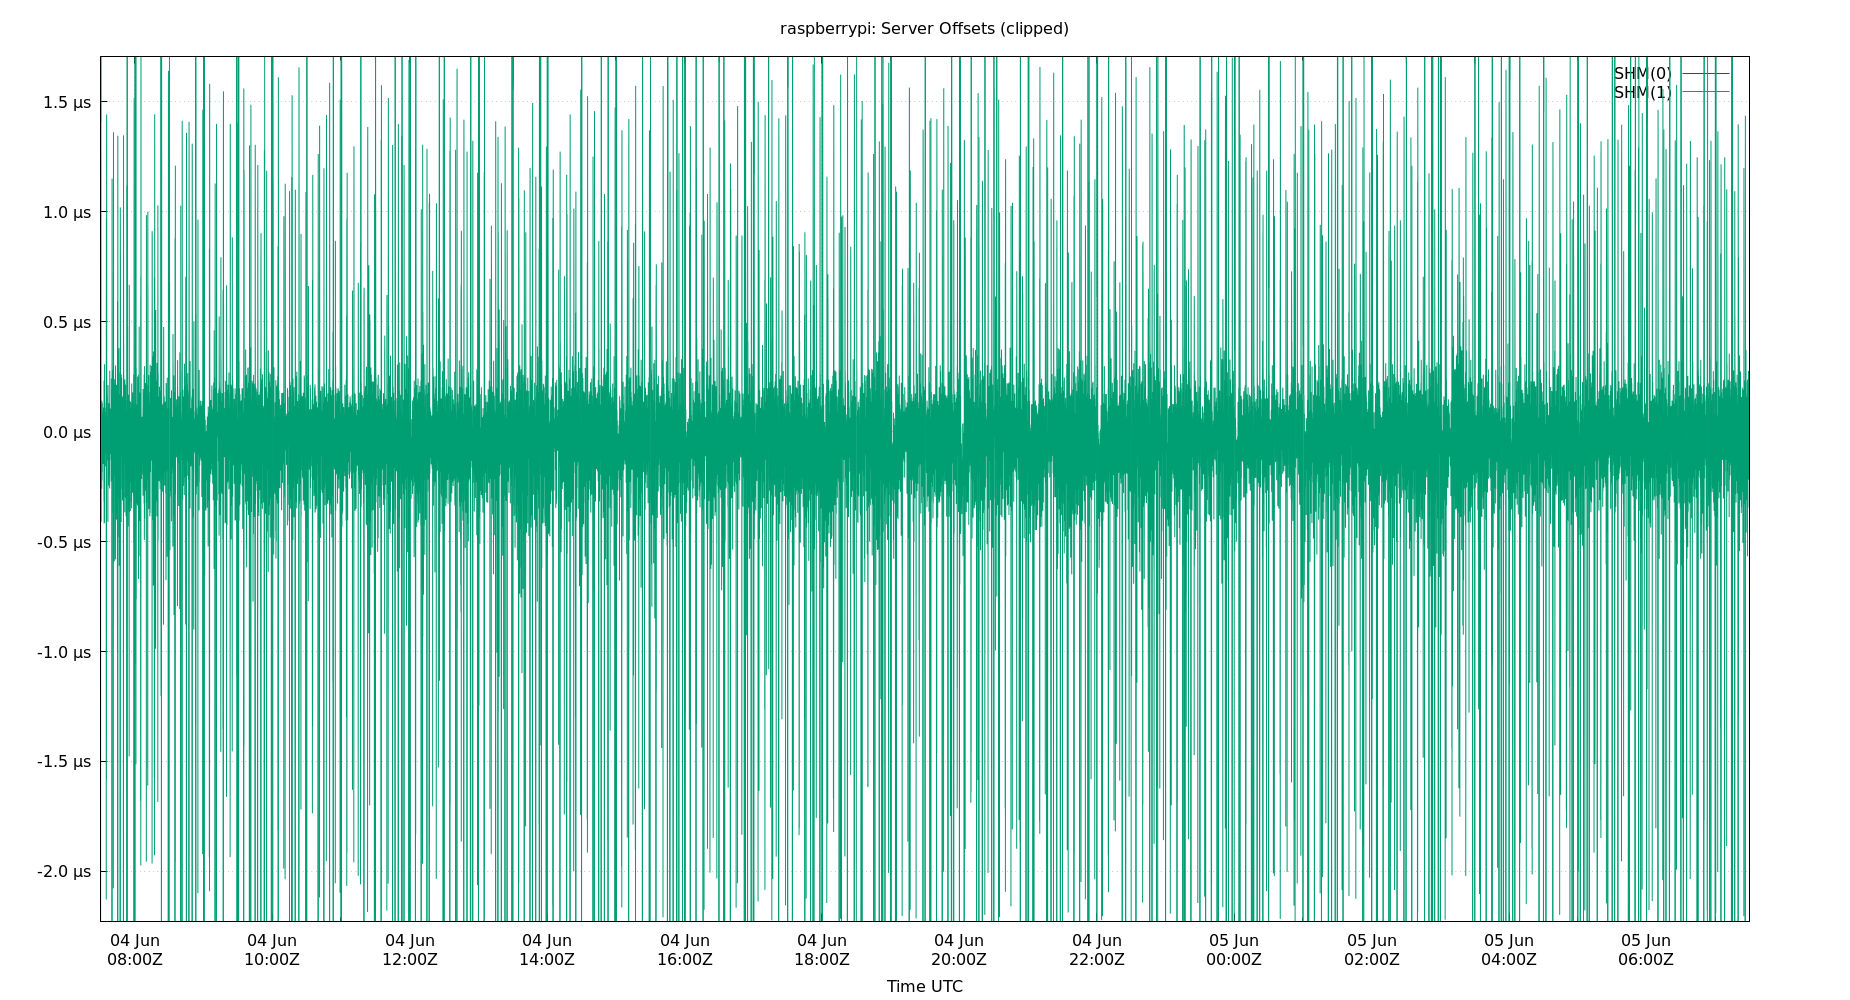 raspberrypi: Server Offsets (clipped)
SHM(0)
SHM(1)
1.5 µs
1.0 µs
0.5 µs
0.0 µs
-0.5 µs
-1.0 µs
-1.5 µs
-2.0 µs
04 Jun 04 Jun 04 Jun 04 Jun 04 Jun 04 Jun 04 Jun 04 Jun 05 Jun 05 Jun 05 Jun 05 Jun
08:00Z 10:00Z 12:00Z 14:00Z 16:00Z 18:00Z 20:00Z 22:00Z 00:00Z 02:00Z 04:00Z 06:00Z
Time UTC